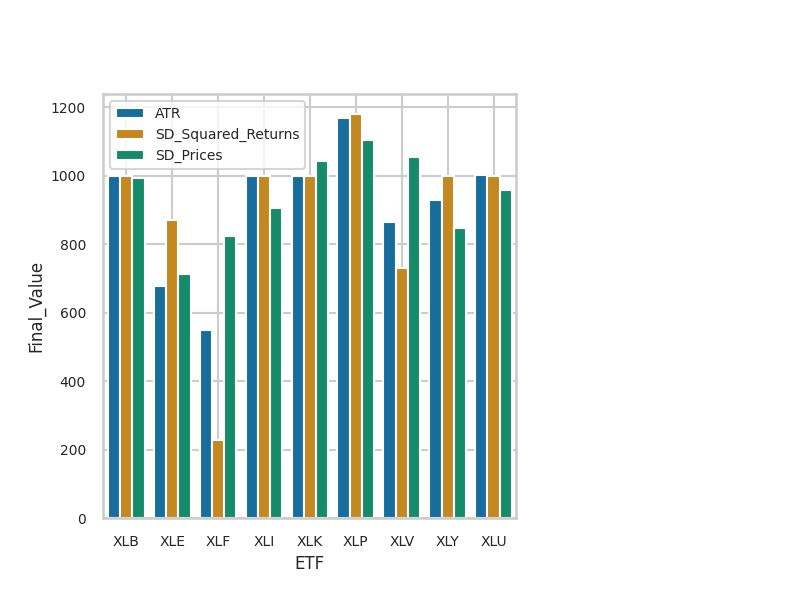 1200
1000
800
600
400
200
0
Final_Value
ATR
SD_Squared_Returns
SD_Prices
XLB XLE XLF XLI XLK XLP XLV XLY XLU
ETF